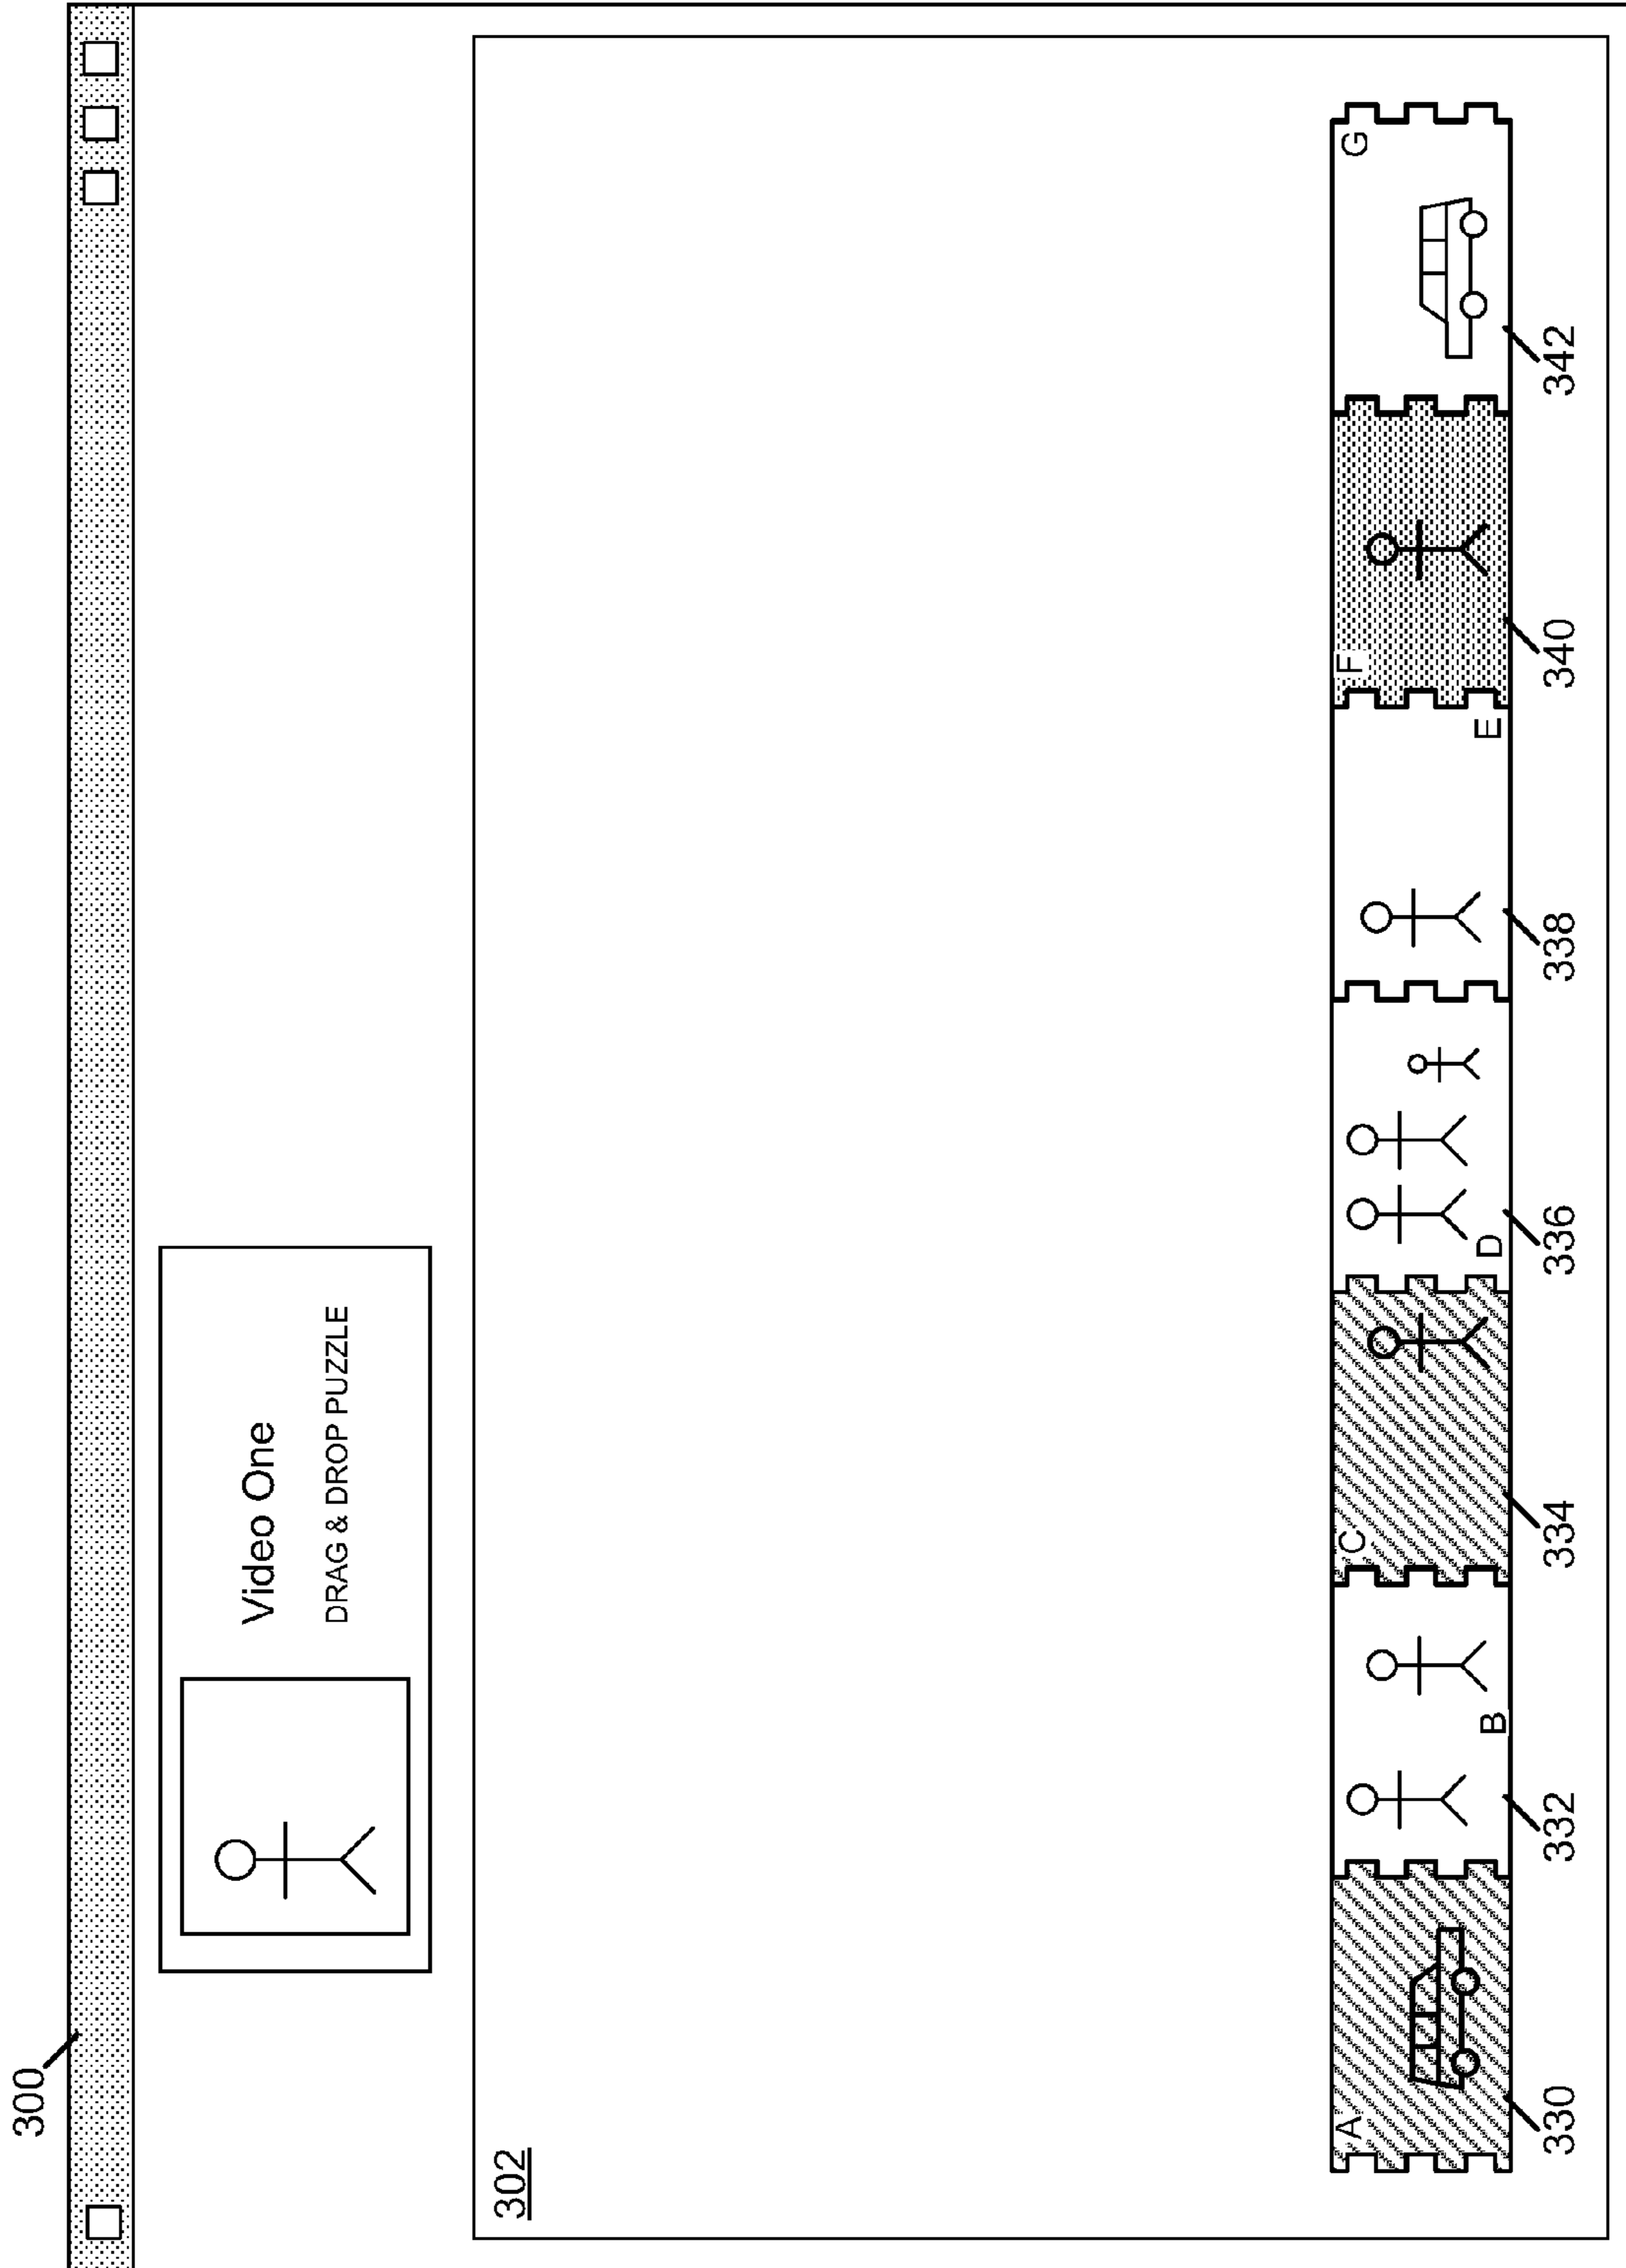 300
Video One
DRAG & DROP PUZZLE
302
A
B
C
D
E
F
G
330
332
334
336
338
340
342